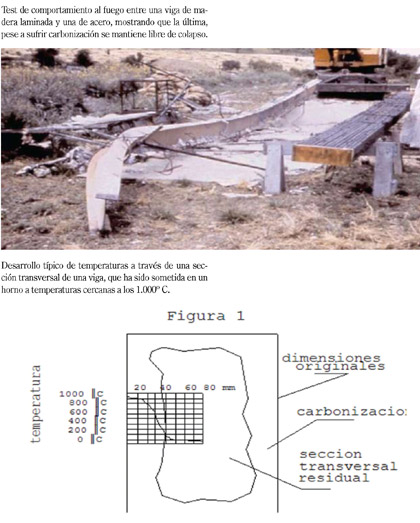 Test de comportamiento al fuego entre una viga de ma-
dera laminada y una de acero, mostrando que la última,
pese a sufrir carbonización se mantiene libre de colapso.
Desarrollo típico de temperaturas a través de una sec-
ción transversal de una viga, que ha sido sometida en un
horno a temperaturas cercanas a los 1.000º C.
Figura 1
dimensiones
originales
20 40 60 80 mm
temperatura
1000 ║C
800 ║C
600 ║C
400 ║C
200 ║C
0 ║C
carbonizacio
seccion
transversal
residual